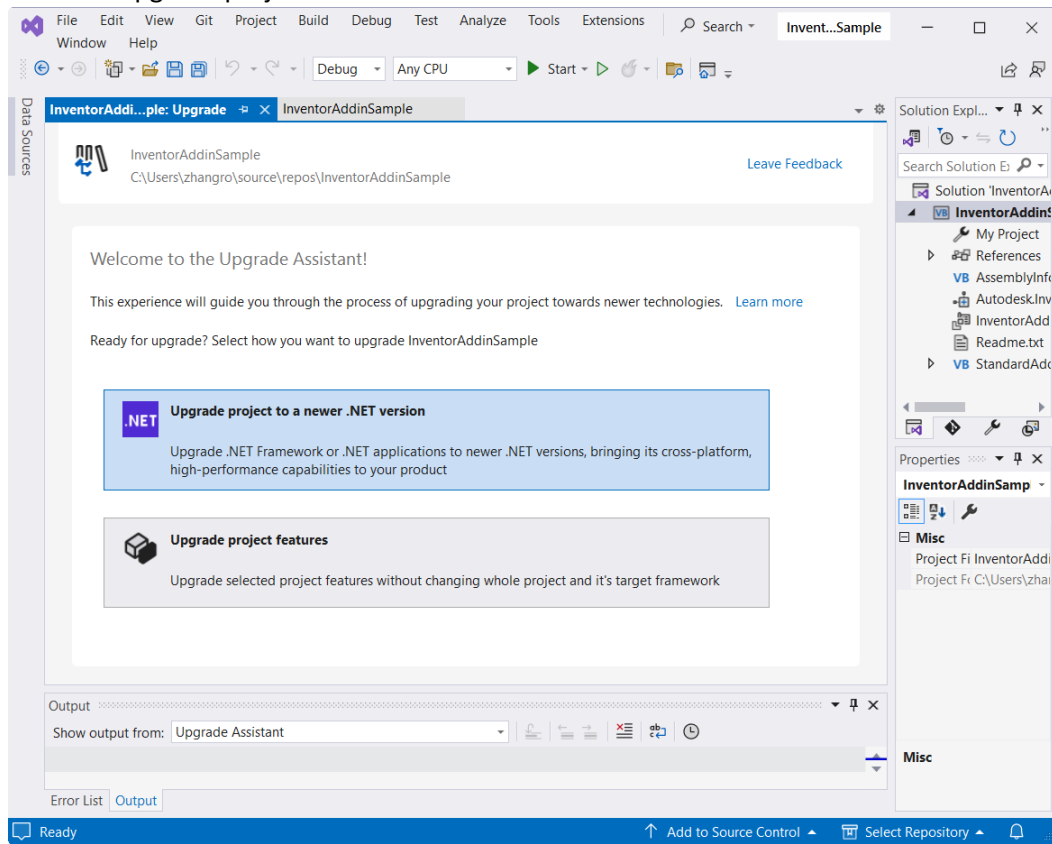 File Edit View Git Project Build Debug Test Analyze Tools Extensions Search Invent...Sample
Window Help
Debug Any CPU Start
Data Sources
InventorAddi...ple: Upgrade InventorAddinSample
InventorAddinSample
C:\Users\zhangro\source\repos\InventorAddinSample
Leave Feedback
Welcome to the Upgrade Assistant!
This experience will guide you through the process of upgrading your project towards newer technologies. Learn more
Ready for upgrade? Select how you want to upgrade InventorAddinSample
.NET
Upgrade project to a newer .NET version
Upgrade .NET Framework or .NET applications to newer .NET versions, bringing its cross-platform,
high-performance capabilities to your product
Upgrade project features
Upgrade selected project features without changing whole project and it's target framework
Output
Show output from: Upgrade Assistant
Error List Output
Solution Expl...
Search Solution E
Solution 'InventorA
VB InventorAddinS
My Project
References
VB AssemblyInfo
Autodesk.Inv
InventorAdd
Readme.txt
VB StandardAdd
Properties
InventorAddinSamp
Misc
Project Fi InventorAddi
Project Fo C:\Users\zhan
Misc
Ready Add to Source Control Select Repository